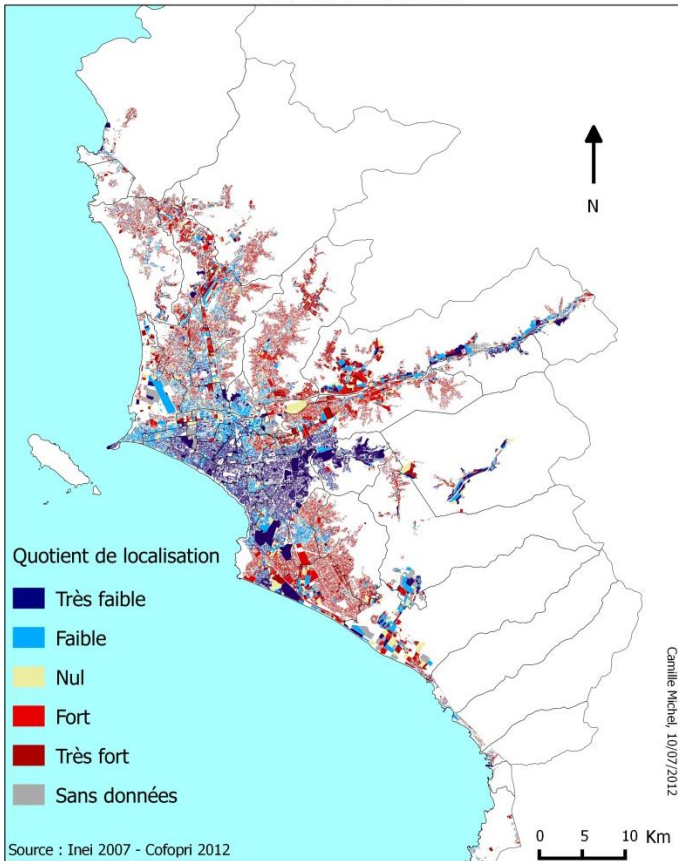 N
Quotient de localisation
Très faible
Faible
Nul
Fort
Très fort
Sans données
Camille Michel, 10/07/2012
Source : Inei 2007 - Cofopri 2012
0 5 10 Km